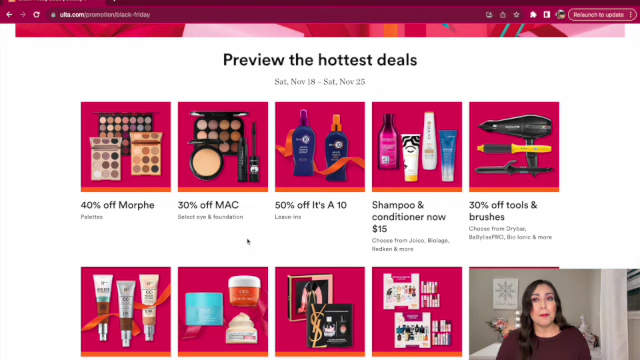 ulta.com/promotion/black-friday
Relaunch to update
Preview the hottest deals
Sat, Nov 18 – Sat, Nov 25
40% off Morphe
Palettes
30% off MAC
Select eye & foundation
50% off It's A 10
Leave-ins
Shampoo &
conditioner now
$15
Choose from Joico, Biolage,
Redken & more
30% off tools &
brushes
Choose from Drybar,
BaBylissPRO, Bio Ionic & more